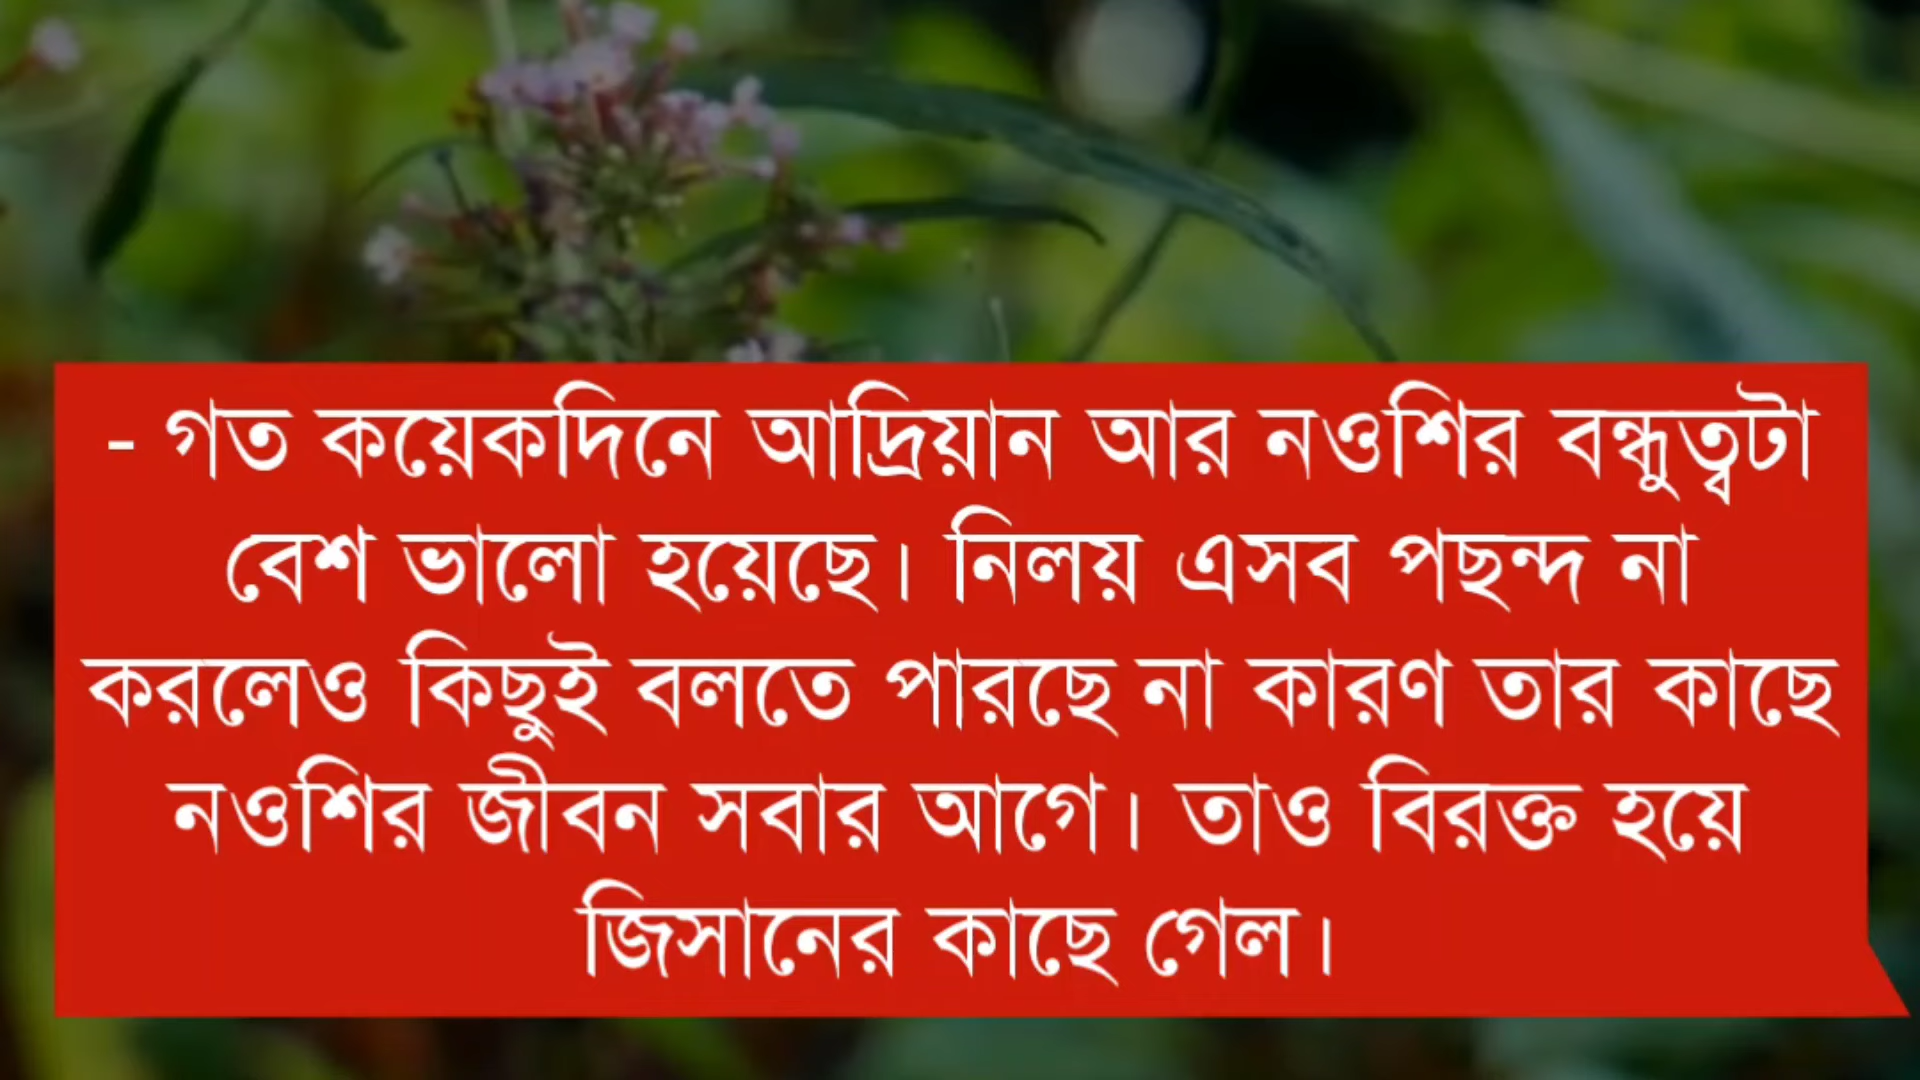 - গত কয়েকদিনে আদ্রিয়ান আর নওশির বন্ধুত্বটা
বেশ ভালো হয়েছে। নিলয় এসব পছন্দ না
করলেও কিছুই বলতে পারছে না কারণ তার কাছে
নওশির জীবন সবার আগে। তাও বিরক্ত হয়ে
জিসানের কাছে গেল।